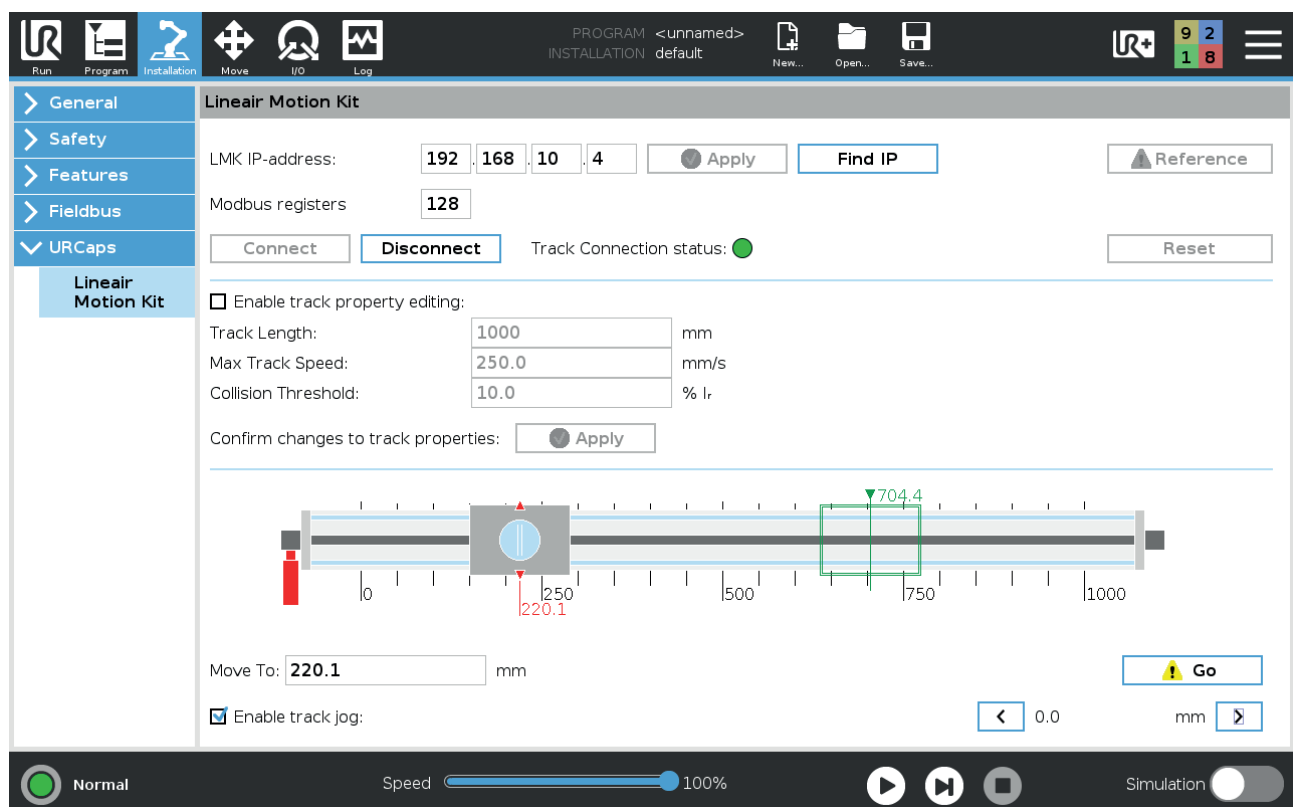 PROGRAM <unnamed>
INSTALLATION default
UR
Run
Program
Installation
Move
I/O
Log
New...
Open...
Save...
UR+
9 2
1 8
General
Safety
Features
Fieldbus
URCaps
Lineair
Motion Kit
Lineair Motion Kit
LMK IP-address: 192 . 168 . 10 . 4 Apply Find IP Reference
Modbus registers 128
Connect Disconnect Track Connection status: Reset
Enable track property editing:
Track Length: 1000 mm
Max Track Speed: 250.0 mm/s
Collision Threshold: 10.0 % Iᵣ
Confirm changes to track properties: Apply
704.4
0 250 500 750 1000
220.1
Move To: 220.1 mm Go
Enable track jog: < 0.0 mm >
Normal Speed 100% Simulation